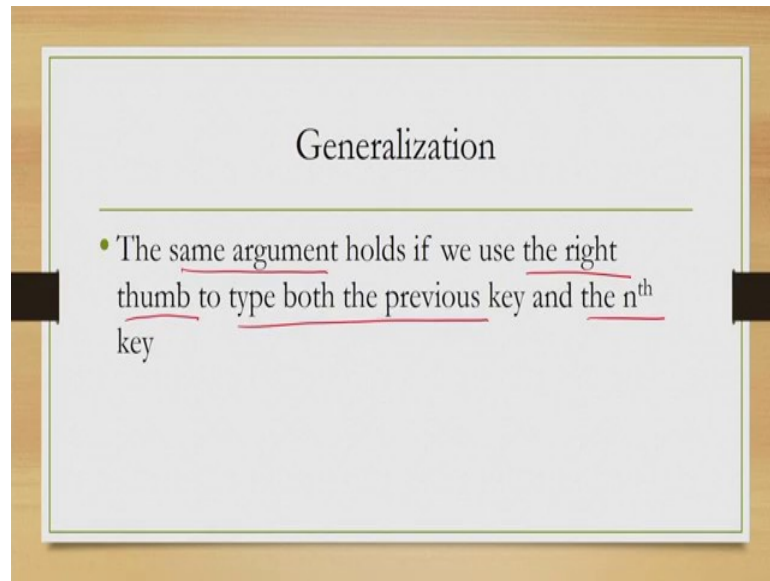 Generalization
• The same argument holds if we use the right
thumb to type both the previous key and the nth
key